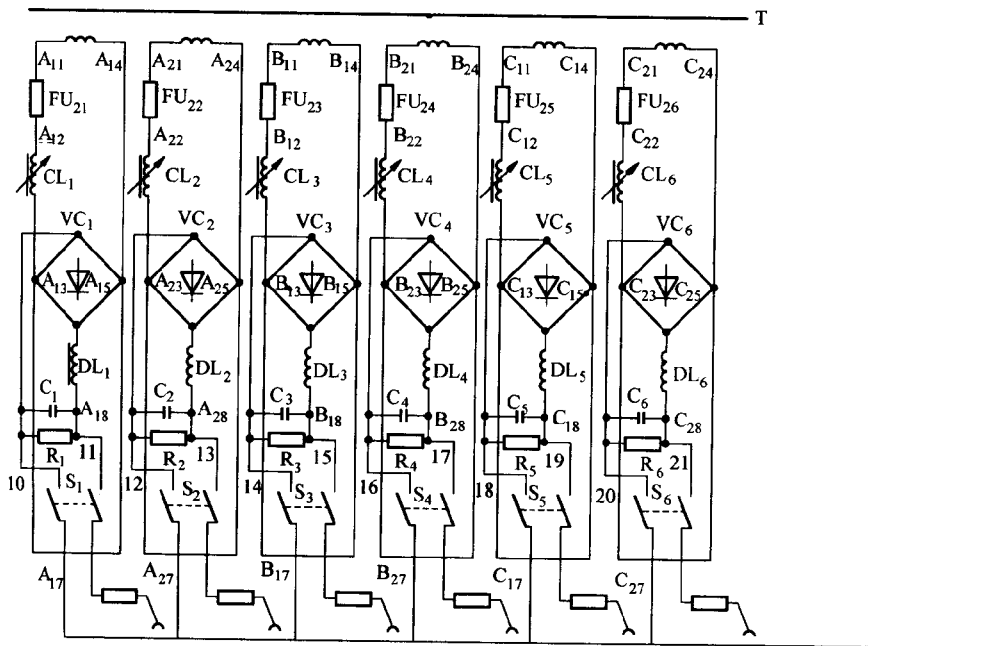 T
A11 A14 A21 A24 B11 B14 B21 B24 C11 C14 C21 C24
FU21 FU22 FU23 FU24 FU25 FU26
A12 A22 B12 B22 C12 C22
CL1 CL2 CL3 CL4 CL5 CL6
VC1 VC2 VC3 VC4 VC5 VC6
A13 A15 A23 A25 B13 B15 B23 B25 C13 C15 C23 C25
DL1 DL2 DL3 DL4 DL5 DL6
C1 C2 C3 C4 C5 C6
A18 A28 B18 B28 C18 C28
R1 11 R2 13 R3 15 R4 17 R5 19 R6 21
10 S1 12 S2 14 S3 16 S4 18 S5 20 S6
A17 A27 B17 B27 C17 C27